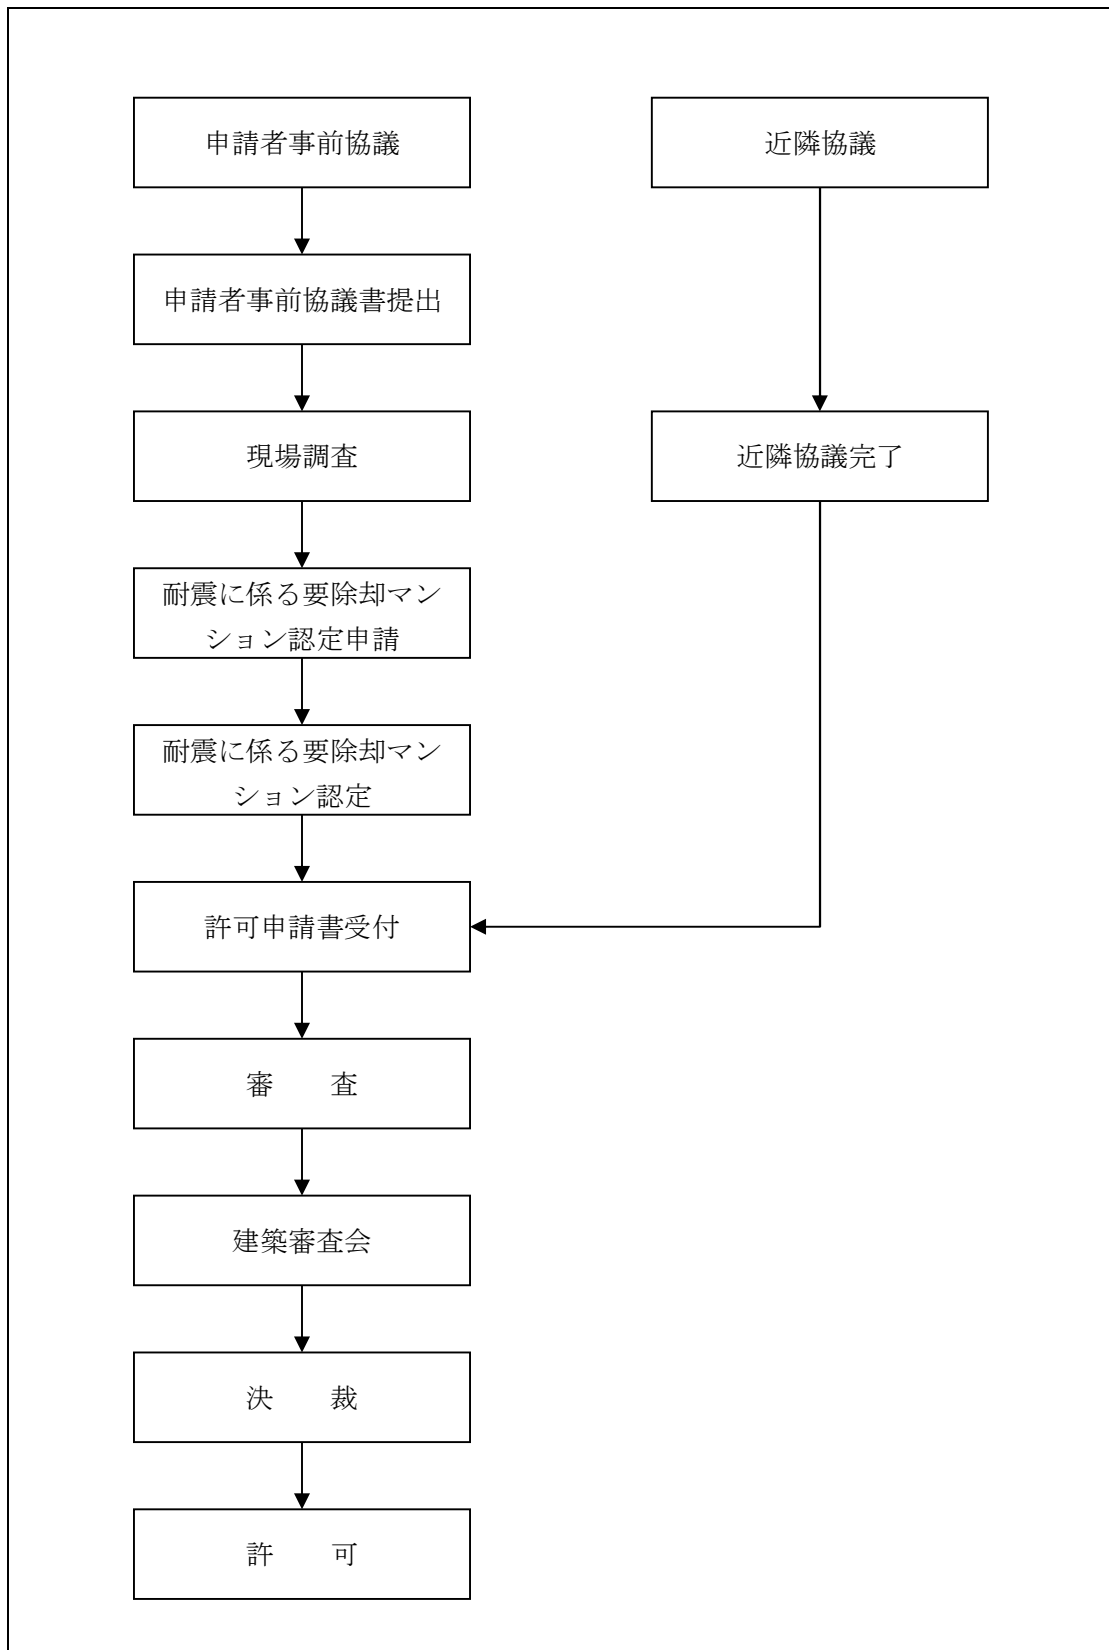 申請者事前協議
近隣協議
申請者事前協議書提出
現場調査
近隣協議完了
耐震に係る要除却マン
ション認定申請
耐震に係る要除却マン
ション認定
許可申請書受付
審　　査
建築審査会
決　　裁
許　　可